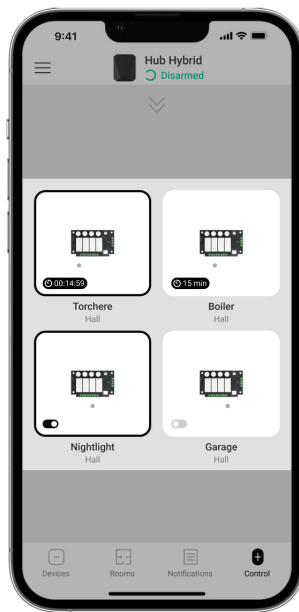 9:41
Hub Hybrid
Disarmed
00:14:59
15 min
Torchere
Hall
Boiler
Hall
Nightlight
Hall
Garage
Hall
Devices
Rooms
Notifications
Control